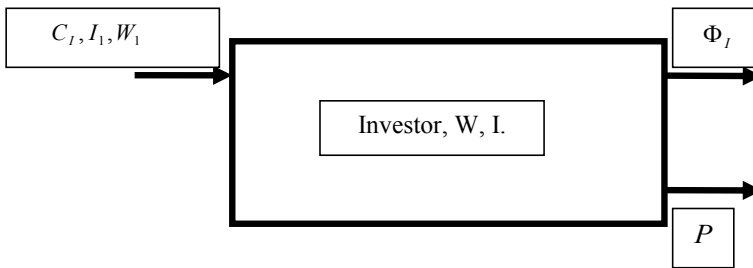 C_I, I_1, W_1
Φ_I
Investor, W, I.
P